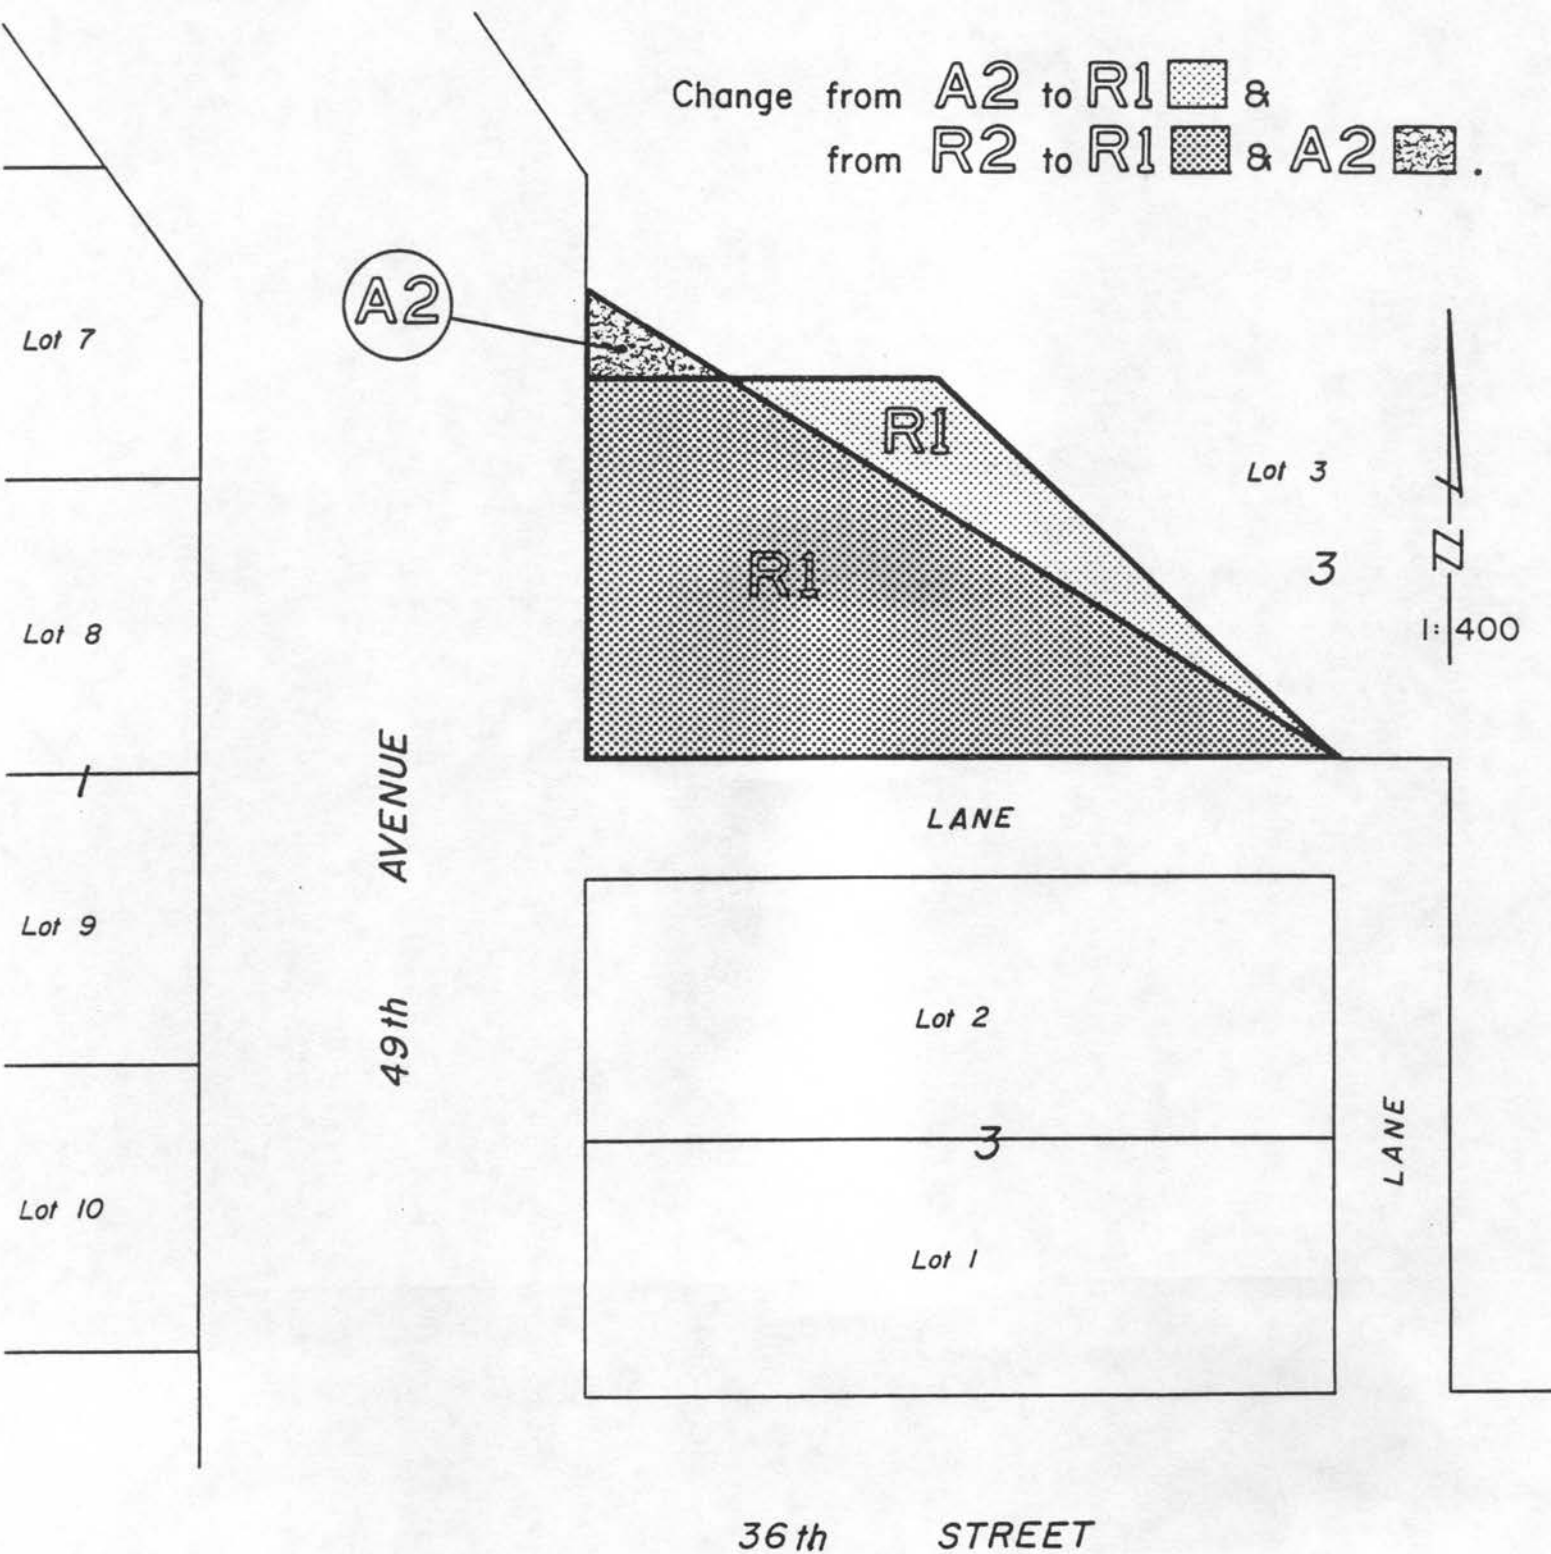 Change from A2 to R1 &
from R2 to R1 & A2 .
A2
Lot 7
R1
Lot 3
R1
3
N
1:400
Lot 8
1
49th AVENUE
LANE
Lot 9
Lot 2
3
LANE
Lot 10
Lot 1
36th STREET